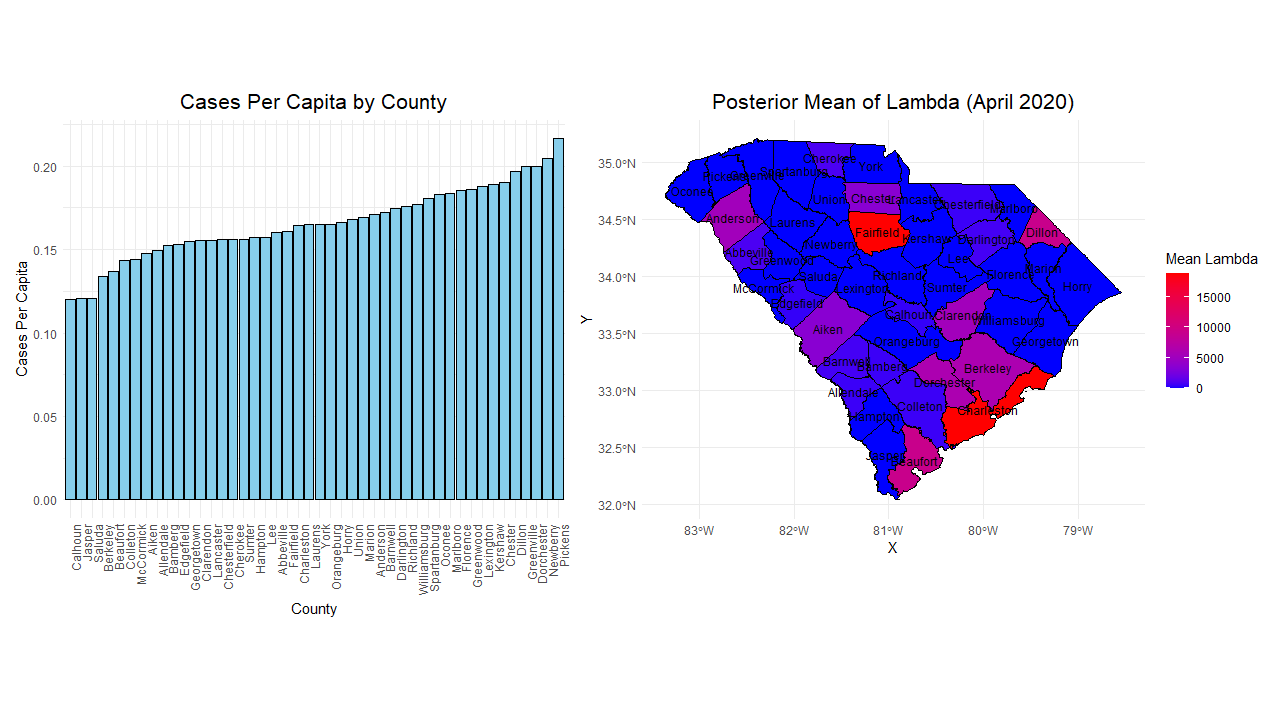 Cases Per Capita by County
Cases Per Capita
0.20
0.15
0.10
0.05
0.00
Calhoun
Jasper
Saluda
Berkeley
Beaufort
Colleton
McCormick
Aiken
Allendale
Bamberg
Edgefield
Georgetown
Clarendon
Lancaster
Chesterfield
Cherokee
Sumter
Hampton
Lee
Abbeville
Fairfield
Charleston
Laurens
York
Orangeburg
Horry
Union
Marion
Anderson
Barnwell
Darlington
Richland
Williamsburg
Spartanburg
Oconee
Marlboro
Florence
Greenwood
Lexington
Kershaw
Chester
Dillon
Greenville
Dorchester
Newberry
Pickens
County
Posterior Mean of Lambda (April 2020)
Y
35.0°N
34.5°N
34.0°N
33.5°N
33.0°N
32.5°N
32.0°N
Cherokee
York
Spartanburg
Greenville
Pickens
Oconee
Union
Chester
Lancaster
Chesterfield
Marlboro
Anderson
Laurens
Fairfield
Kershaw
Darlington
Dillon
Abbeville
Greenwood
Newberry
Lee
Saluda
Richland
Florence
Marion
McCormick
Lexington
Sumter
Horry
Edgefield
Calhoun
Clarendon
Williamsburg
Aiken
Orangeburg
Georgetown
Barnwell
Bamberg
Berkeley
Dorchester
Allendale
Colleton
Charleston
Hampton
Jasper
Beaufort
83°W
82°W
81°W
80°W
79°W
X
Mean Lambda
15000
10000
5000
0